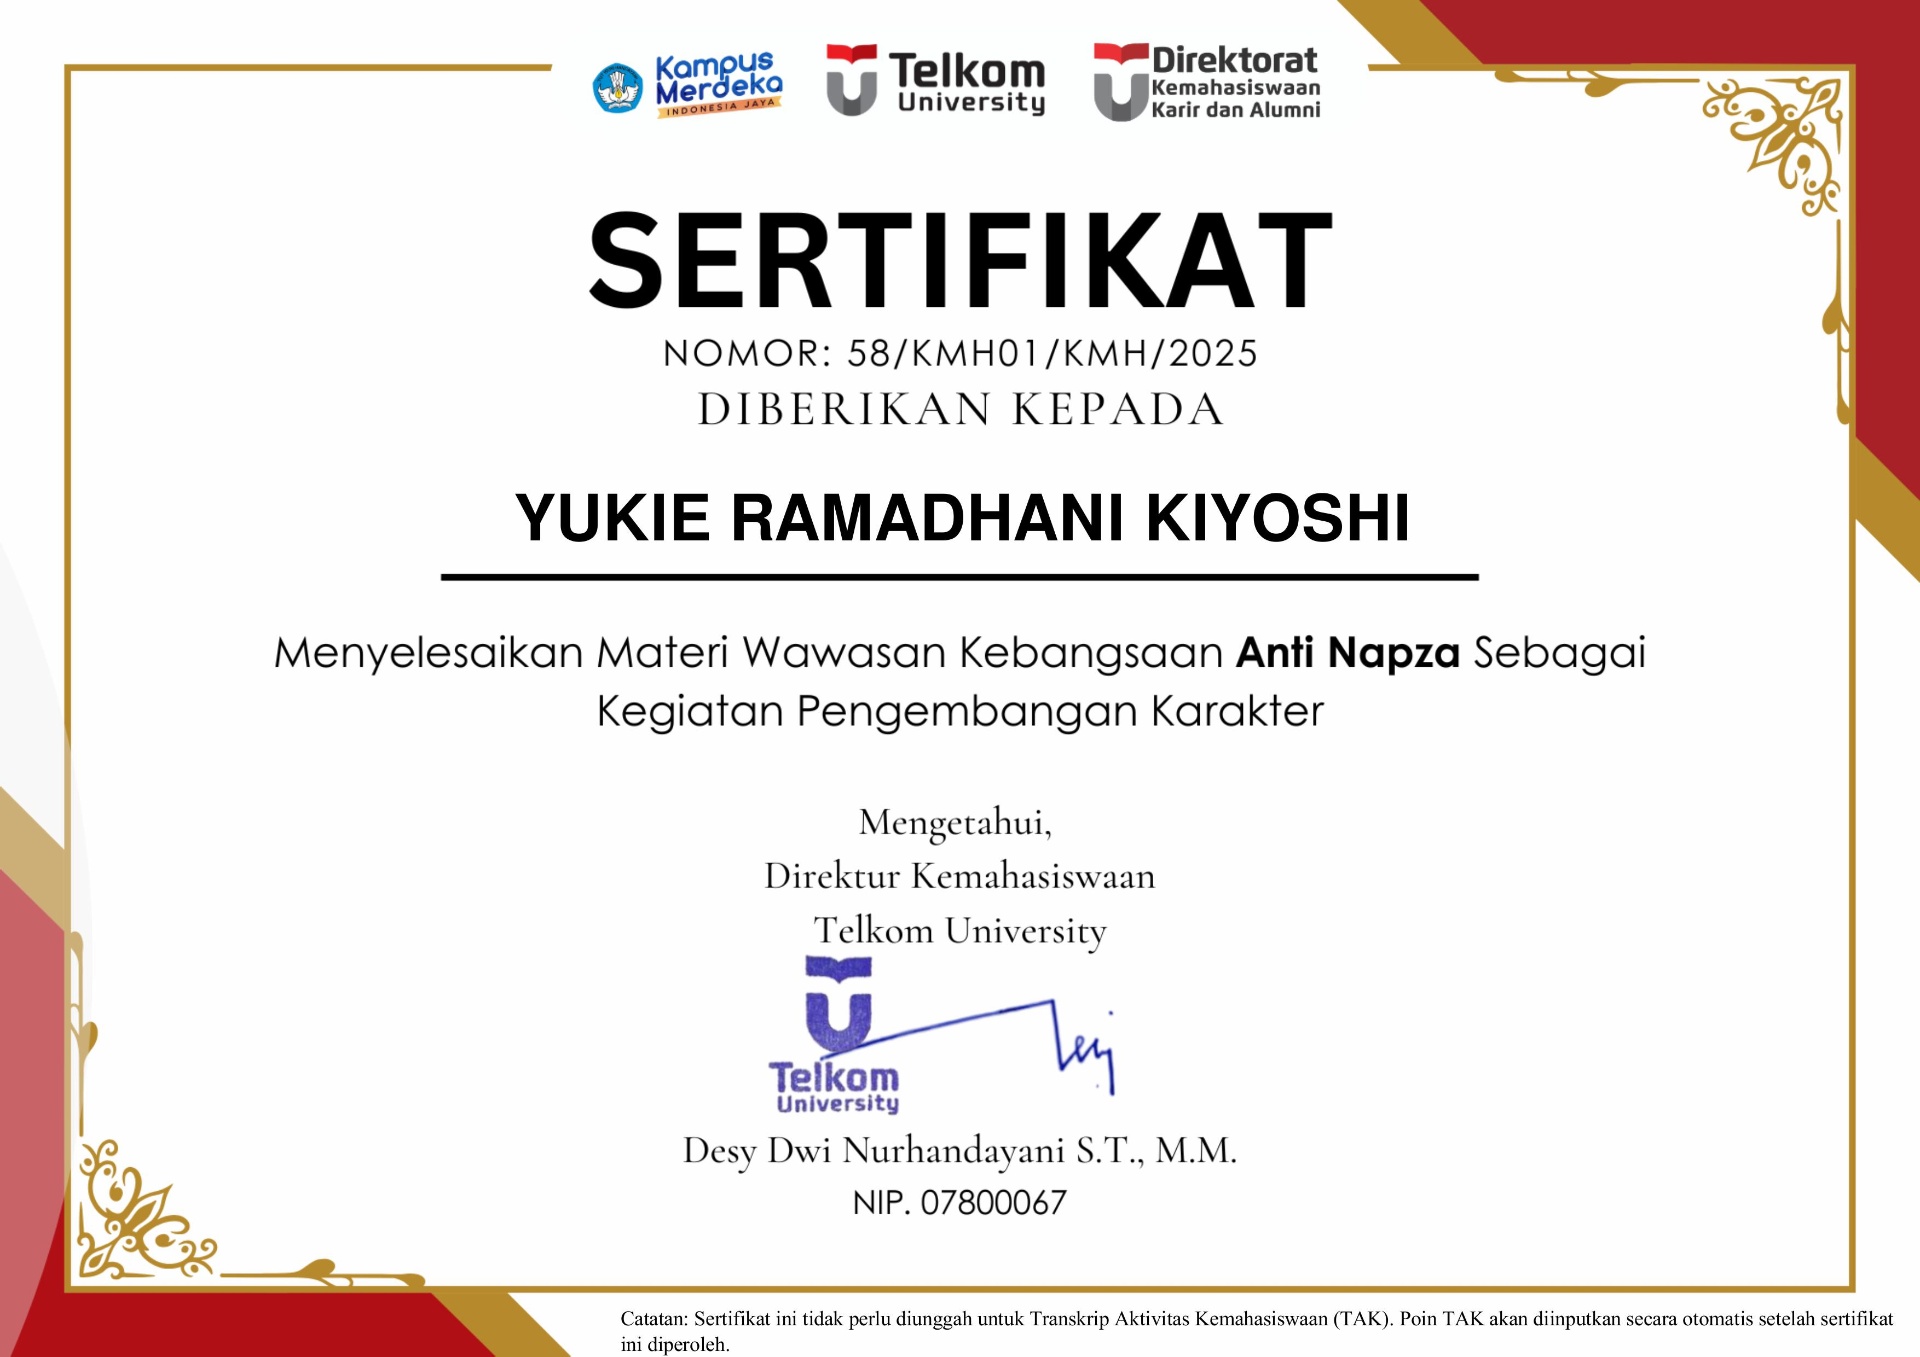 Kampus
Merdeka
INDONESIA JAYA
Telkom
University
Direktorat
Kemahasiswaan
Karir dan Alumni
SERTIFIKAT
NOMOR: 58/KMH01/KMH/2025
DIBERIKAN KEPADA
YUKIE RAMADHANI KIYOSHI
Menyelesaikan Materi Wawasan Kebangsaan Anti Napza Sebagai
Kegiatan Pengembangan Karakter
Mengetahui,
Direktur Kemahasiswaan
Telkom University
Telkom
University
Desy Dwi Nurhandayani S.T., M.M.
NIP. 07800067
Catatan: Sertifikat ini tidak perlu diunggah untuk Transkrip Aktivitas Kemahasiswaan (TAK). Poin TAK akan diinputkan secara otomatis setelah sertifikat
ini diperoleh.